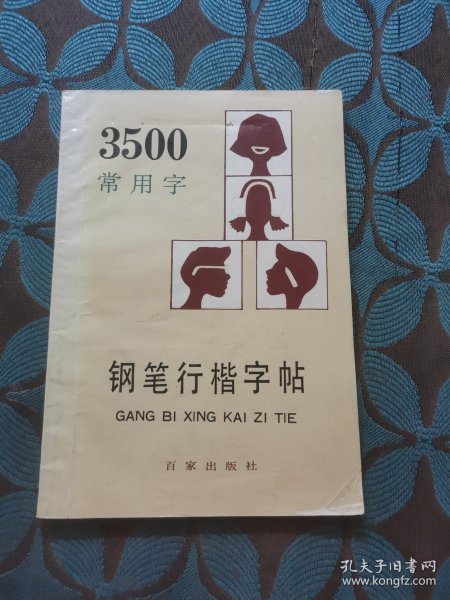 3500
常用字
钢笔行楷字帖
GANG BI XING KAI ZI TIE
百家出版社
孔夫子旧书网
www.kongfz.com